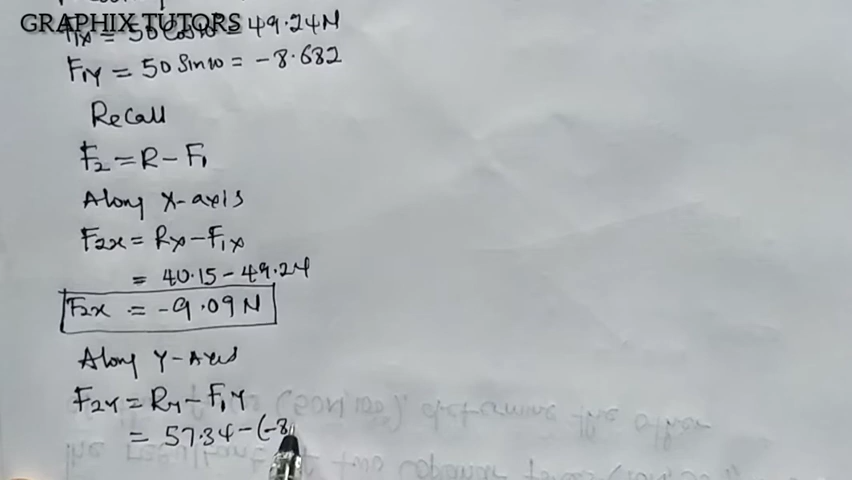 GRAPHIX TUTORS
F1x = 50 Cos10 = 49.24N
F1Y = 50 Sin10 = -8.682
Recall
F2 = R - F1
Along X-axis
F2x = Rx - F1x
= 40.15 - 49.24
F2x = -9.09N
Along Y-Axis
F2Y = RY - F1Y
= 57.34 - (-8